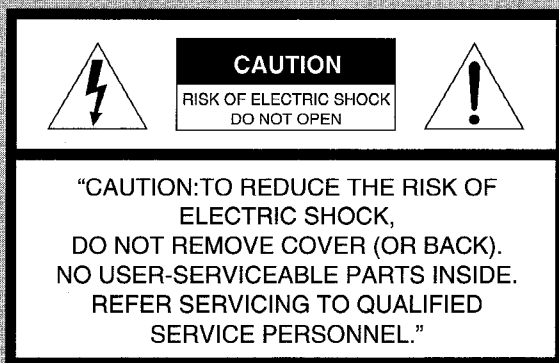 CAUTION
RISK OF ELECTRIC SHOCK
DO NOT OPEN
“CAUTION:TO REDUCE THE RISK OF
ELECTRIC SHOCK,
DO NOT REMOVE COVER (OR BACK).
NO USER-SERVICEABLE PARTS INSIDE.
REFER SERVICING TO QUALIFIED
SERVICE PERSONNEL.”